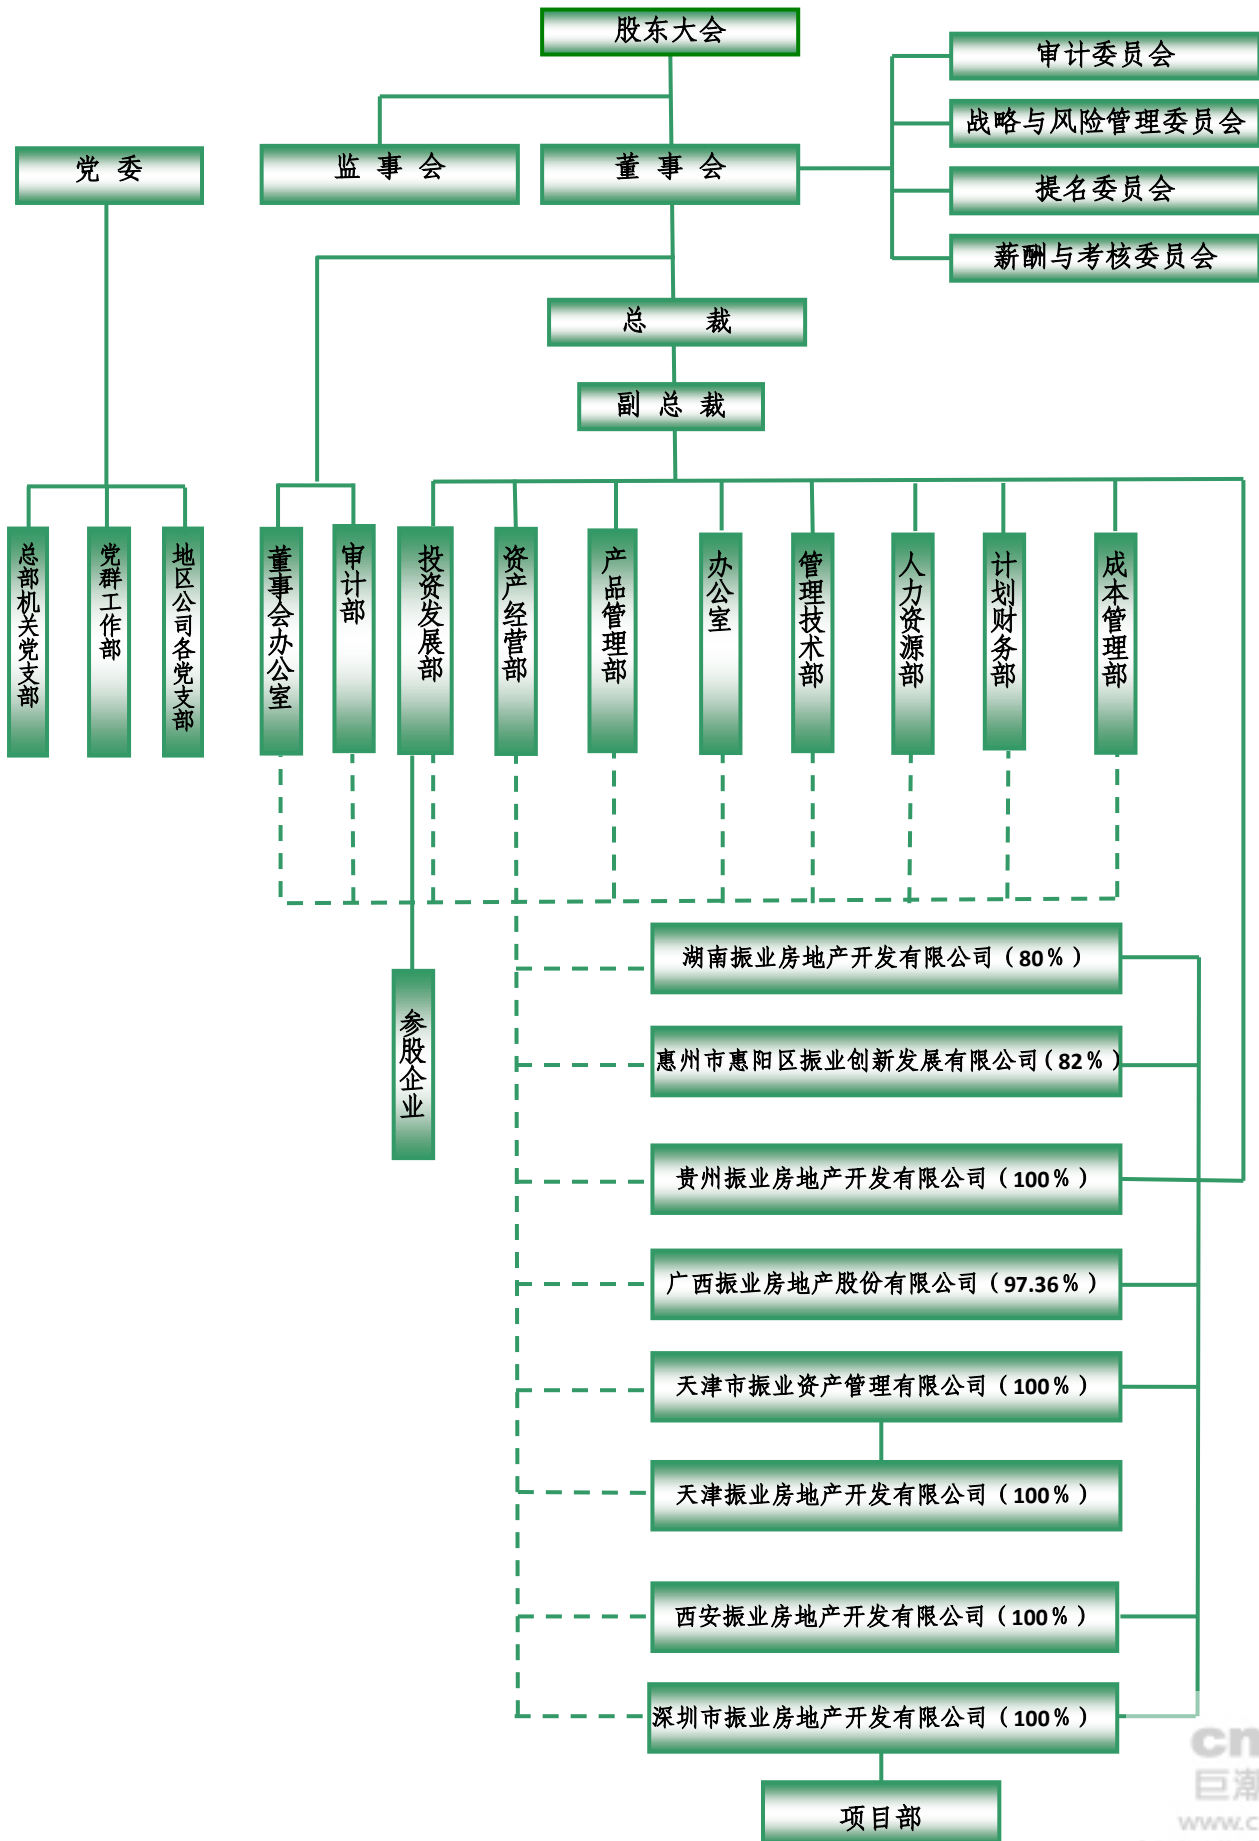 股东大会
审计委员会
战略与风险管理委员会
党 委
监 事 会
董 事 会
提名委员会
薪酬与考核委员会
总 裁
副 总 裁
总部机关党支部
党群工作部
地区公司各党支部
董事会办公室
审计部
投资发展部
资产经营部
产品管理部
办公室
管理技术部
人力资源部
计划财务部
成本管理部
湖南振业房地产开发有限公司（80%）
参股企业
惠州市惠阳区振业创新发展有限公司（82%）
贵州振业房地产开发有限公司（100%）
广西振业房地产股份有限公司（97.36%）
天津市振业资产管理有限公司（100%）
天津振业房地产开发有限公司（100%）
西安振业房地产开发有限公司（100%）
深圳市振业房地产开发有限公司（100%）
项目部
cn
巨潮
www.c